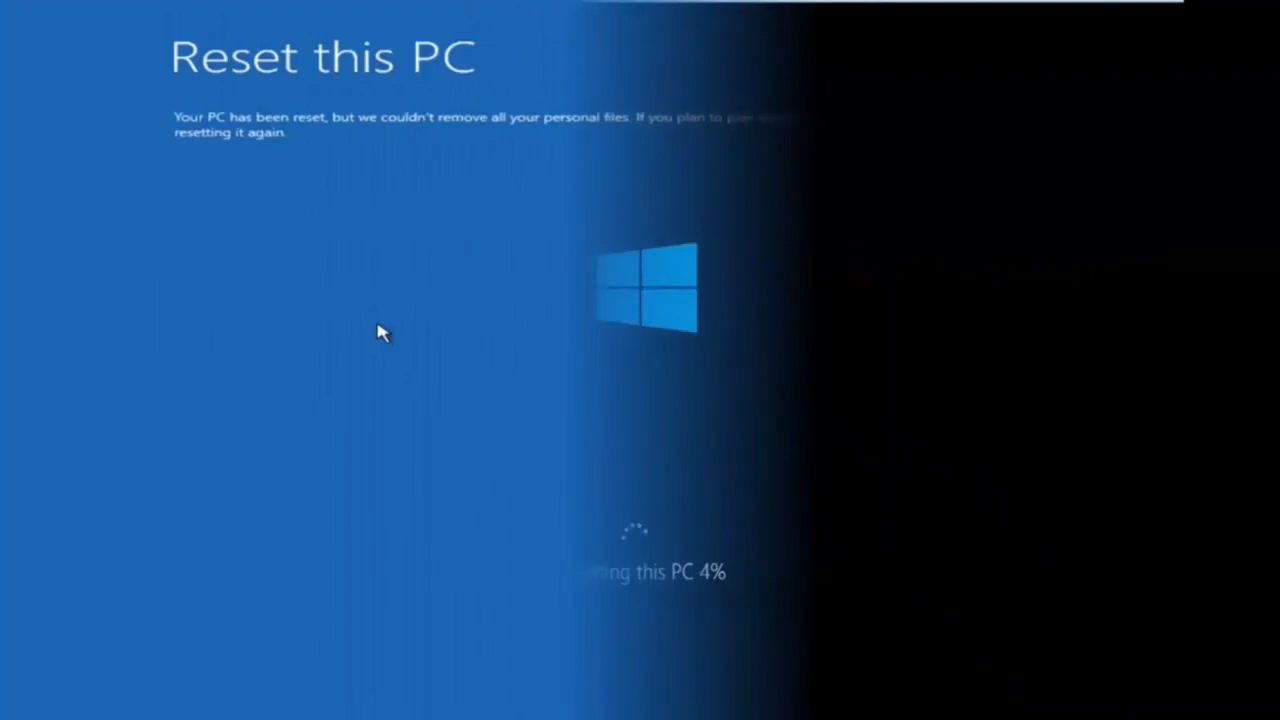 Reset this PC
Your PC has been reset, but we couldn't remove all your personal files. If you plan to
resetting it again.
this PC 4%